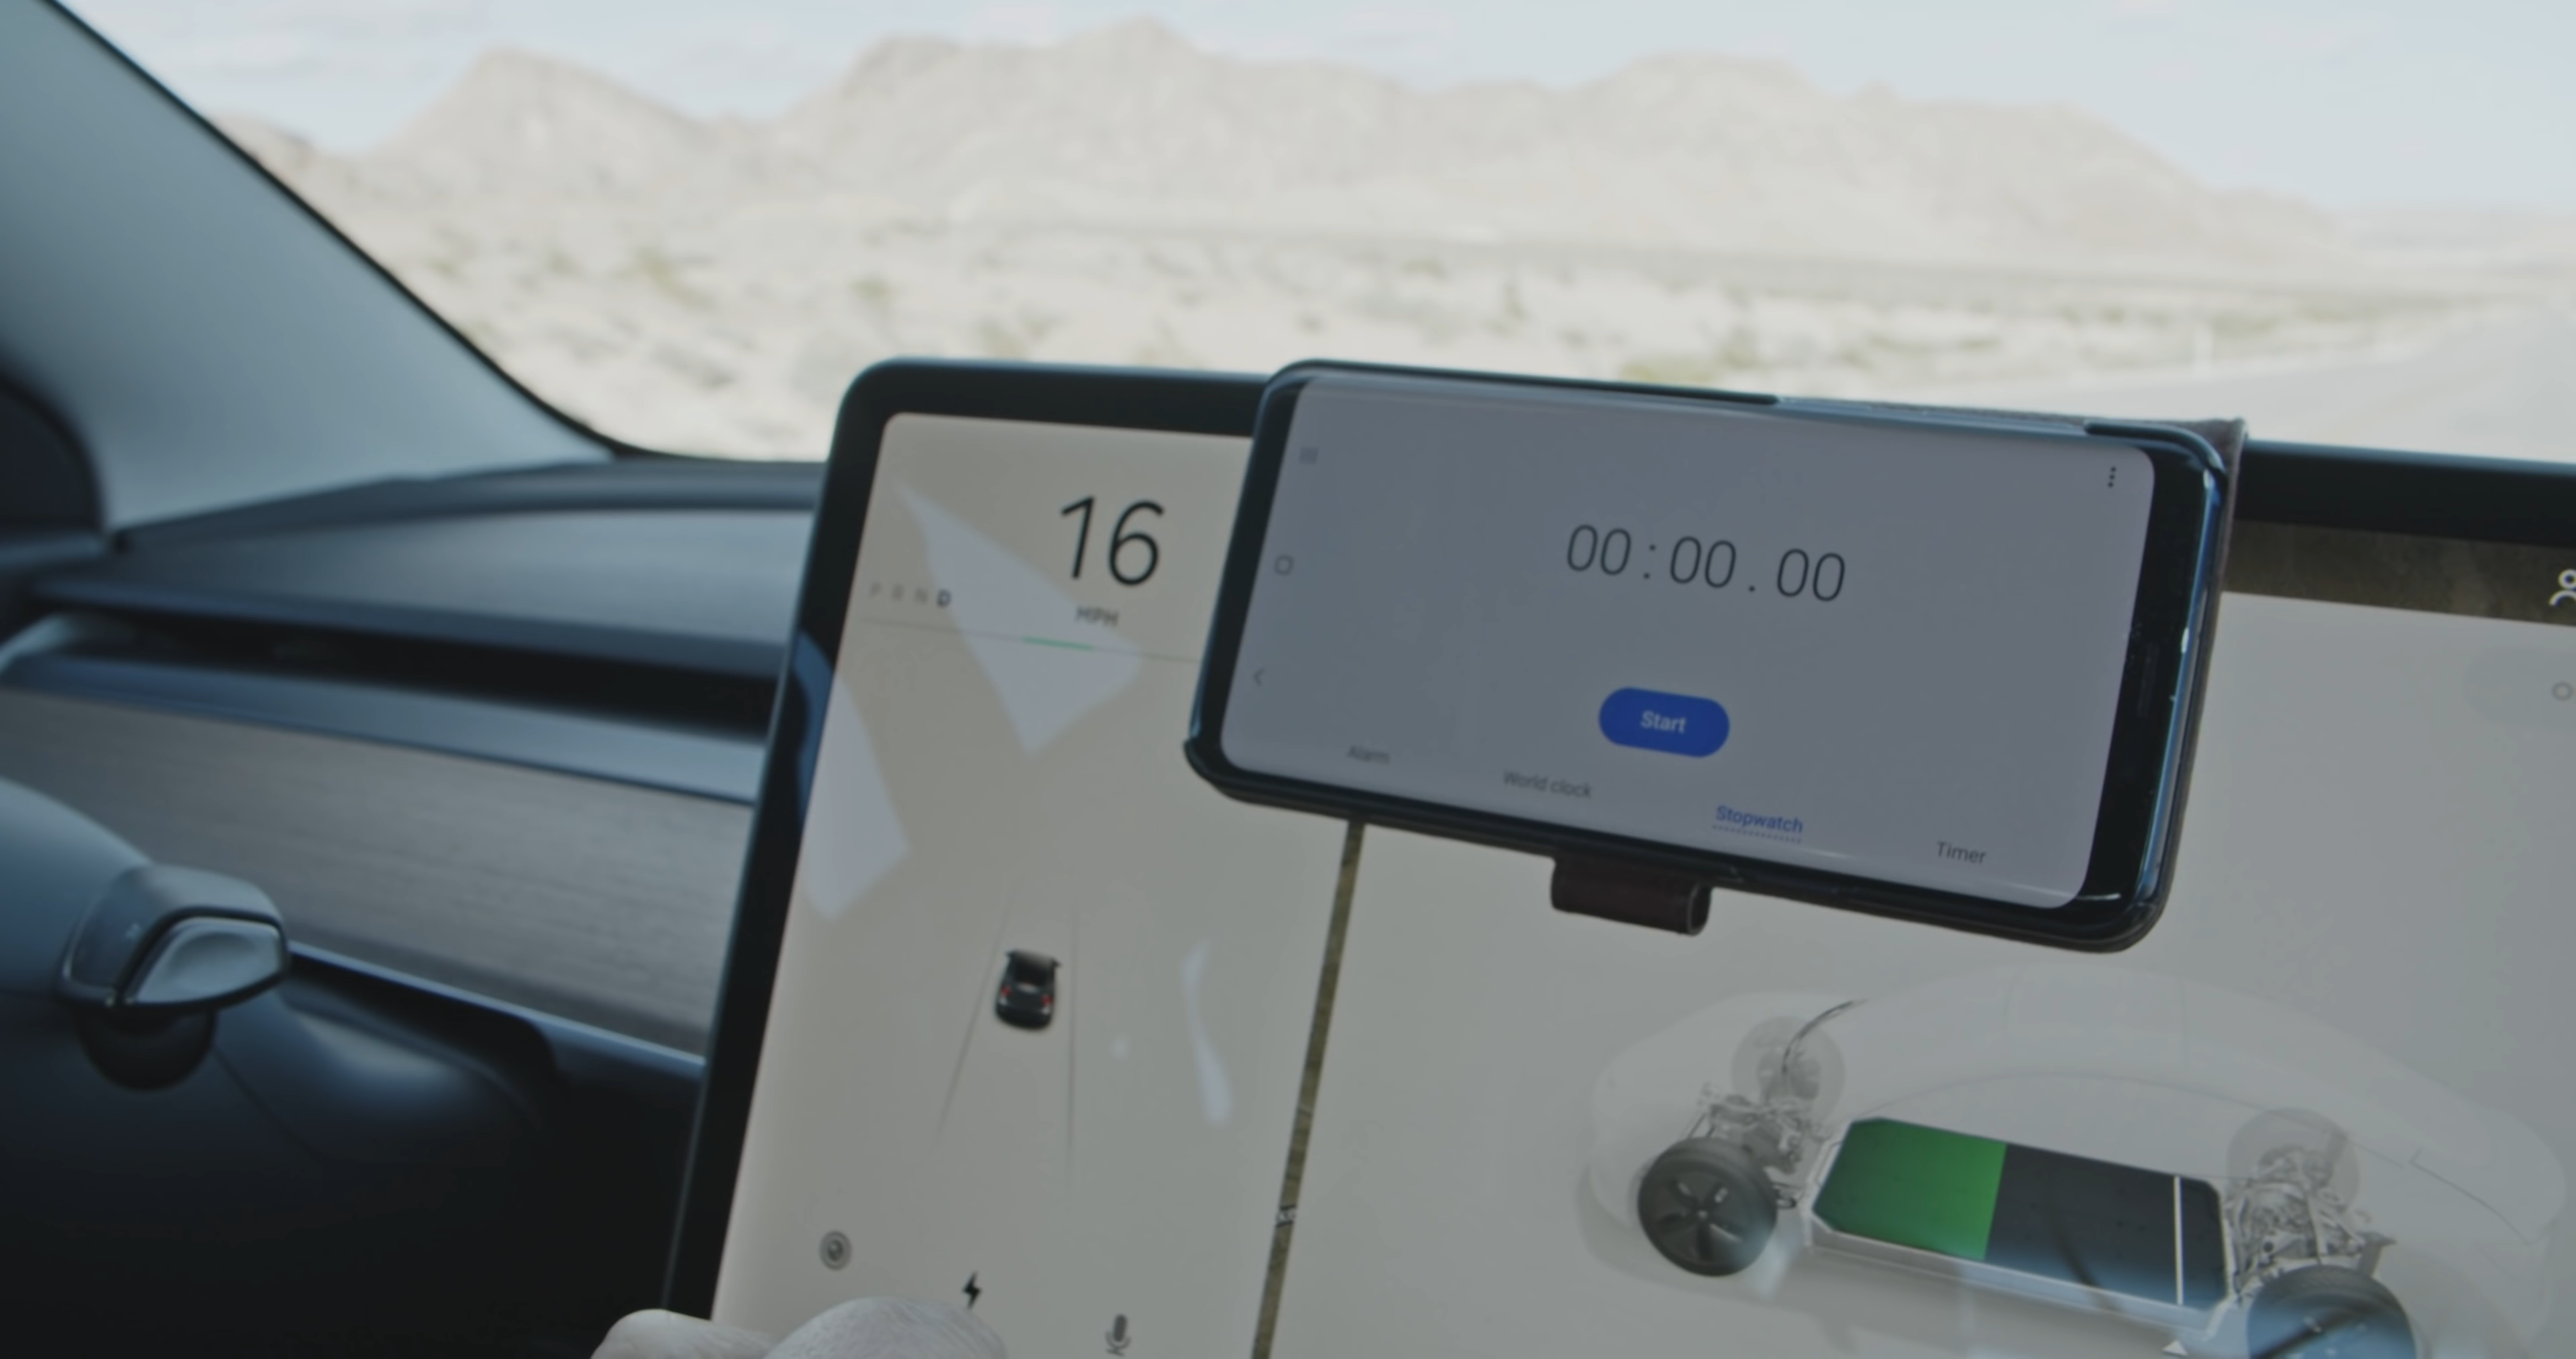 16
P R N D
MPH
00:00.00
Start
Alarm
World clock
Stopwatch
Timer